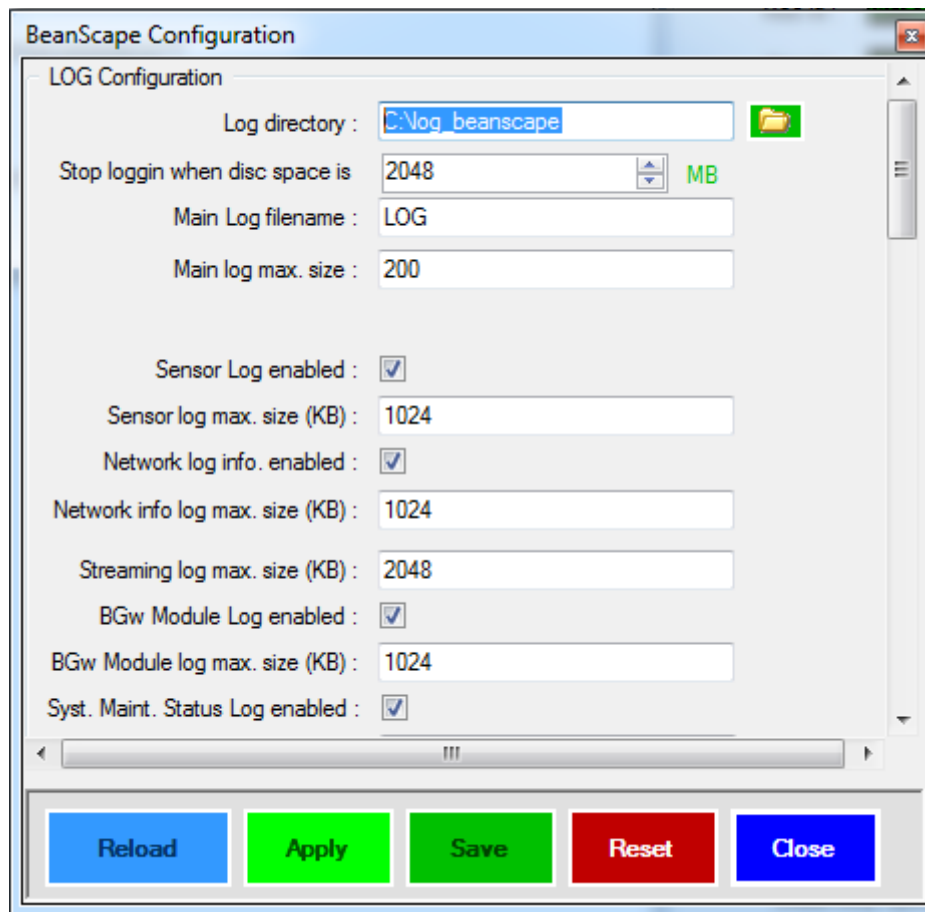 BeanScape Configuration
LOG Configuration
Log directory : C:\log_beanscape
Stop loggin when disc space is 2048 MB
Main Log filename : LOG
Main log max. size : 200
Sensor Log enabled :
Sensor log max. size (KB) : 1024
Network log info. enabled :
Network info log max. size (KB) : 1024
Streaming log max. size (KB) : 2048
BGw Module Log enabled :
BGw Module log max. size (KB) : 1024
Syst. Maint. Status Log enabled :
Reload Apply Save Reset Close